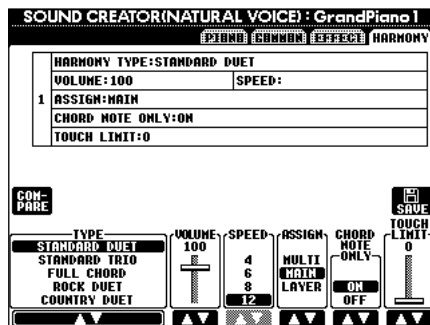 SOUND CREATOR(NATURAL VOICE) : GrandPiano1
PIANO COMMON EFFECT HARMONY
HARMONY TYPE:STANDARD DUET
VOLUME:100 SPEED:
1 ASSIGN:MAIN
CHORD NOTE ONLY:ON
TOUCH LIMIT:0
COM-
PARE
SAVE
TYPE VOLUME SPEED ASSIGN CHORD NOTE ONLY TOUCH LIMIT
STANDARD DUET 100 0
STANDARD TRIO 4 MULTI
FULL CHORD 6 MAIN
ROCK DUET 8 LAYER ON
COUNTRY DUET 12 OFF